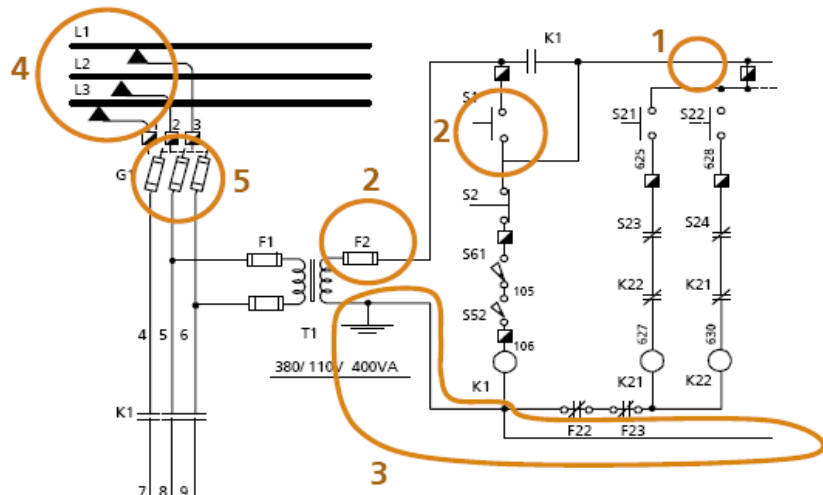 L1
K1
1
L2
4
L3
S1
2
S21
S22
2 3
625
628
G1
5
2
S2
F1
F2
S23
S24
S61
105
K22
K21
S52
4 5 6
T1
106
627
630
380/ 110V 400VA
K1
K21
K22
K1
F22 F23
3
7 8 9